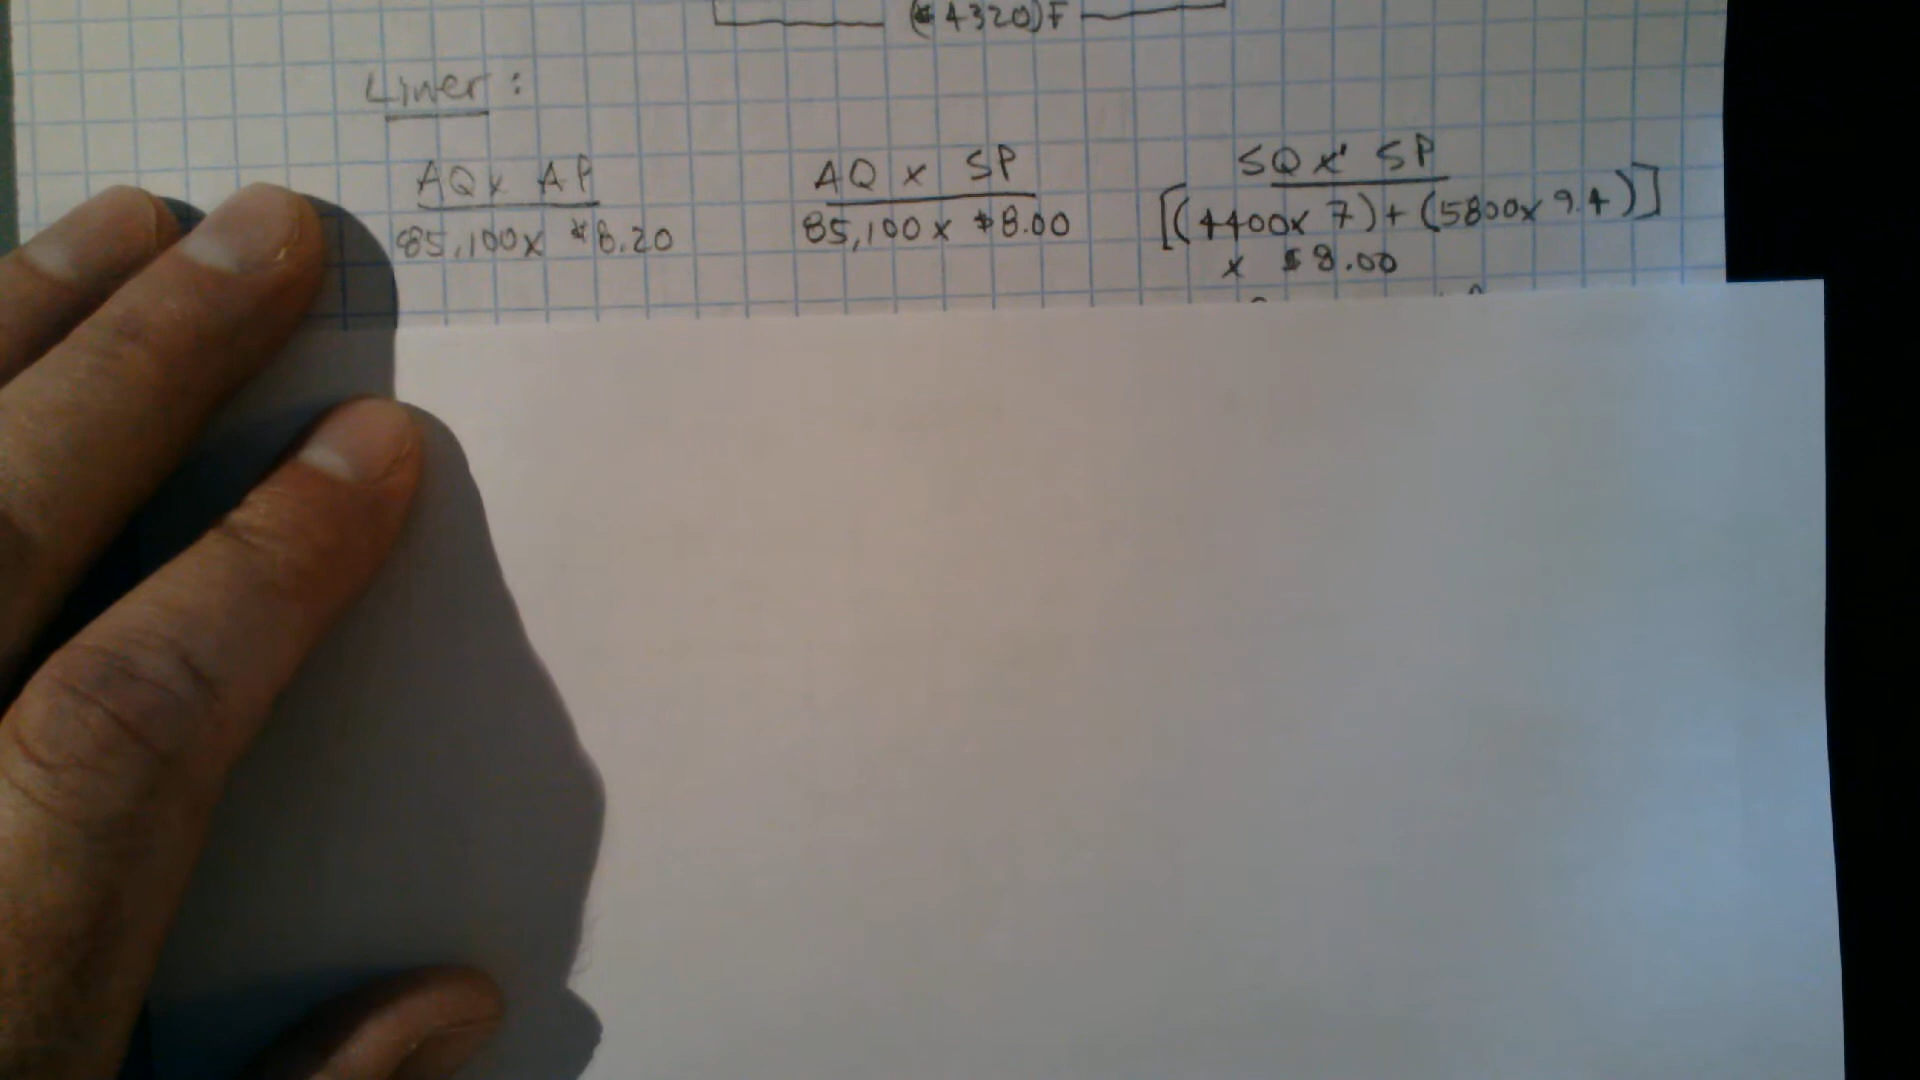 ($4320)F
Liner:
AQ x AP AQ x SP SQ x SP
85,100 x $8.20 85,100 x $8.00 [(4400 x 7) + (5800 x 9.4)]
x $8.00